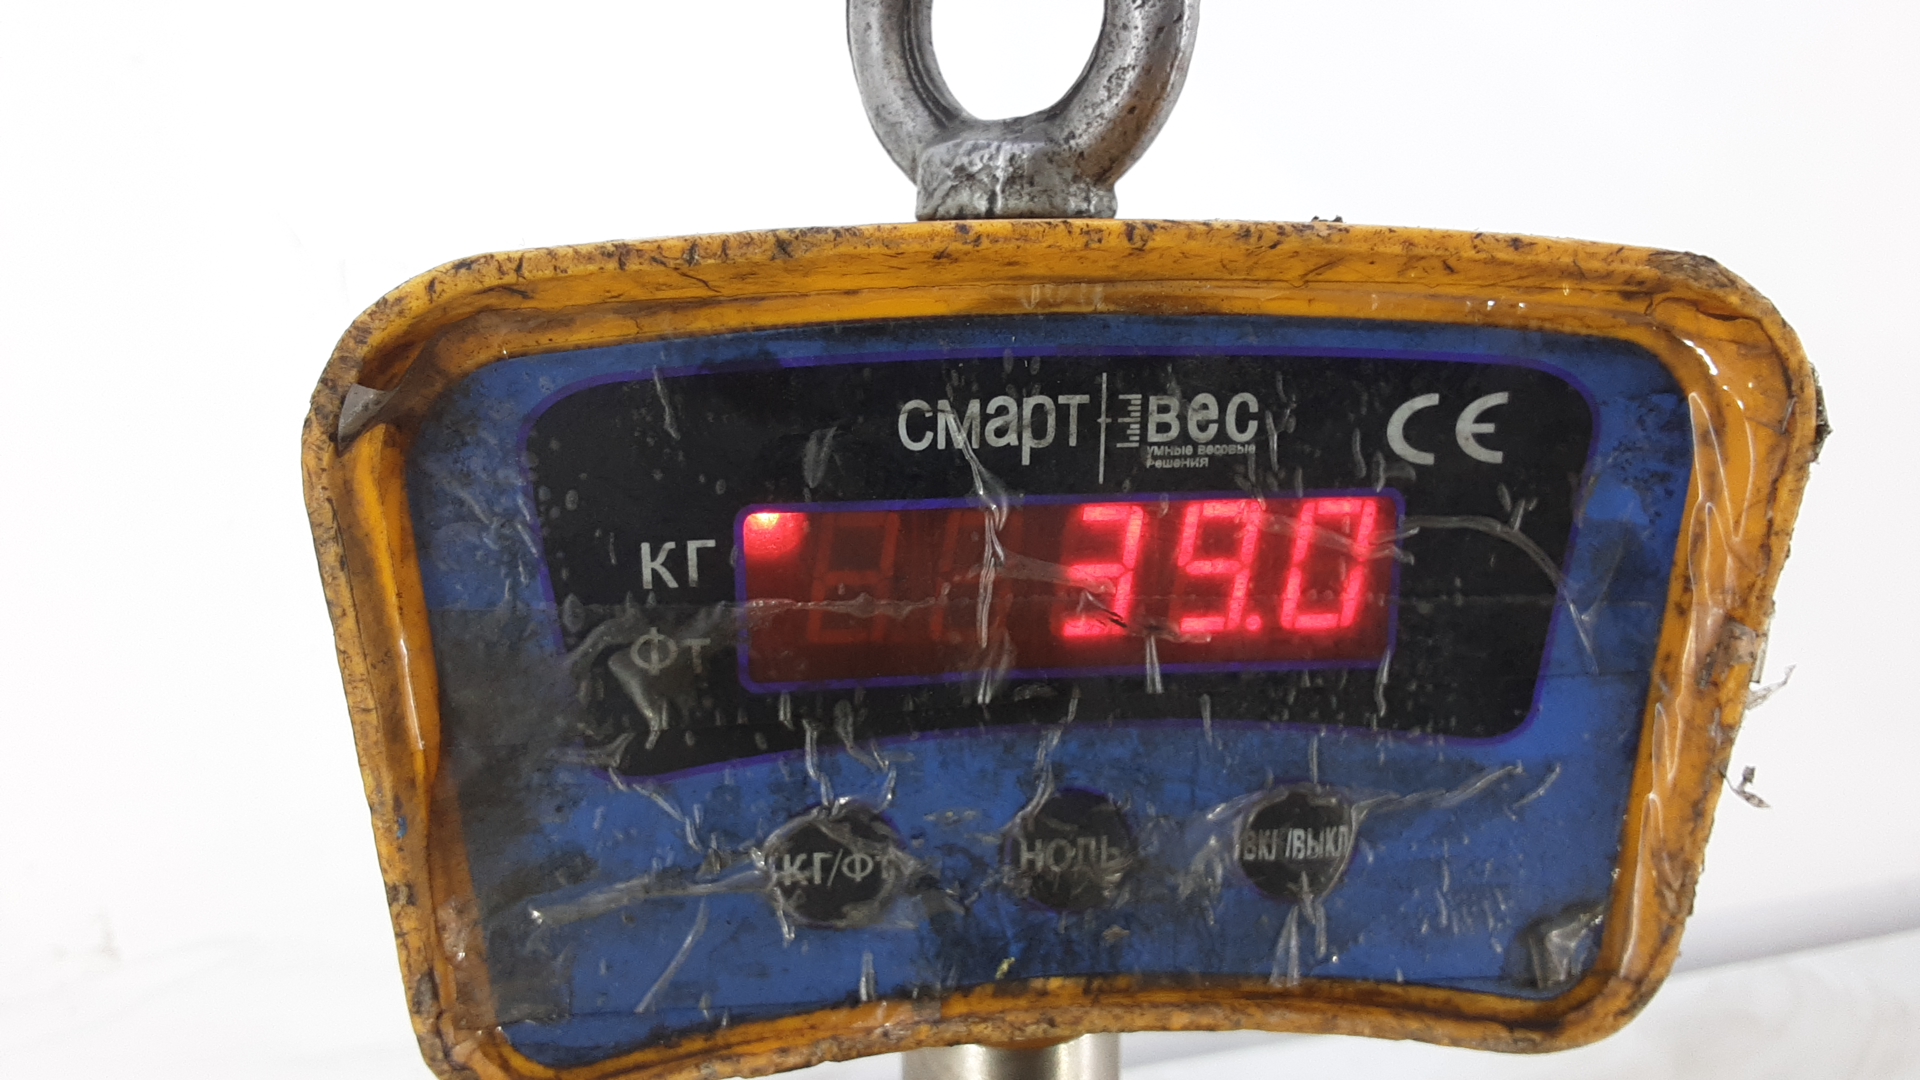 смарт вес
умные весовые
решения
CE
кг
39.0
Фт
КГ/ФТ
НОЛЬ
ВКЛ/ВЫКЛ